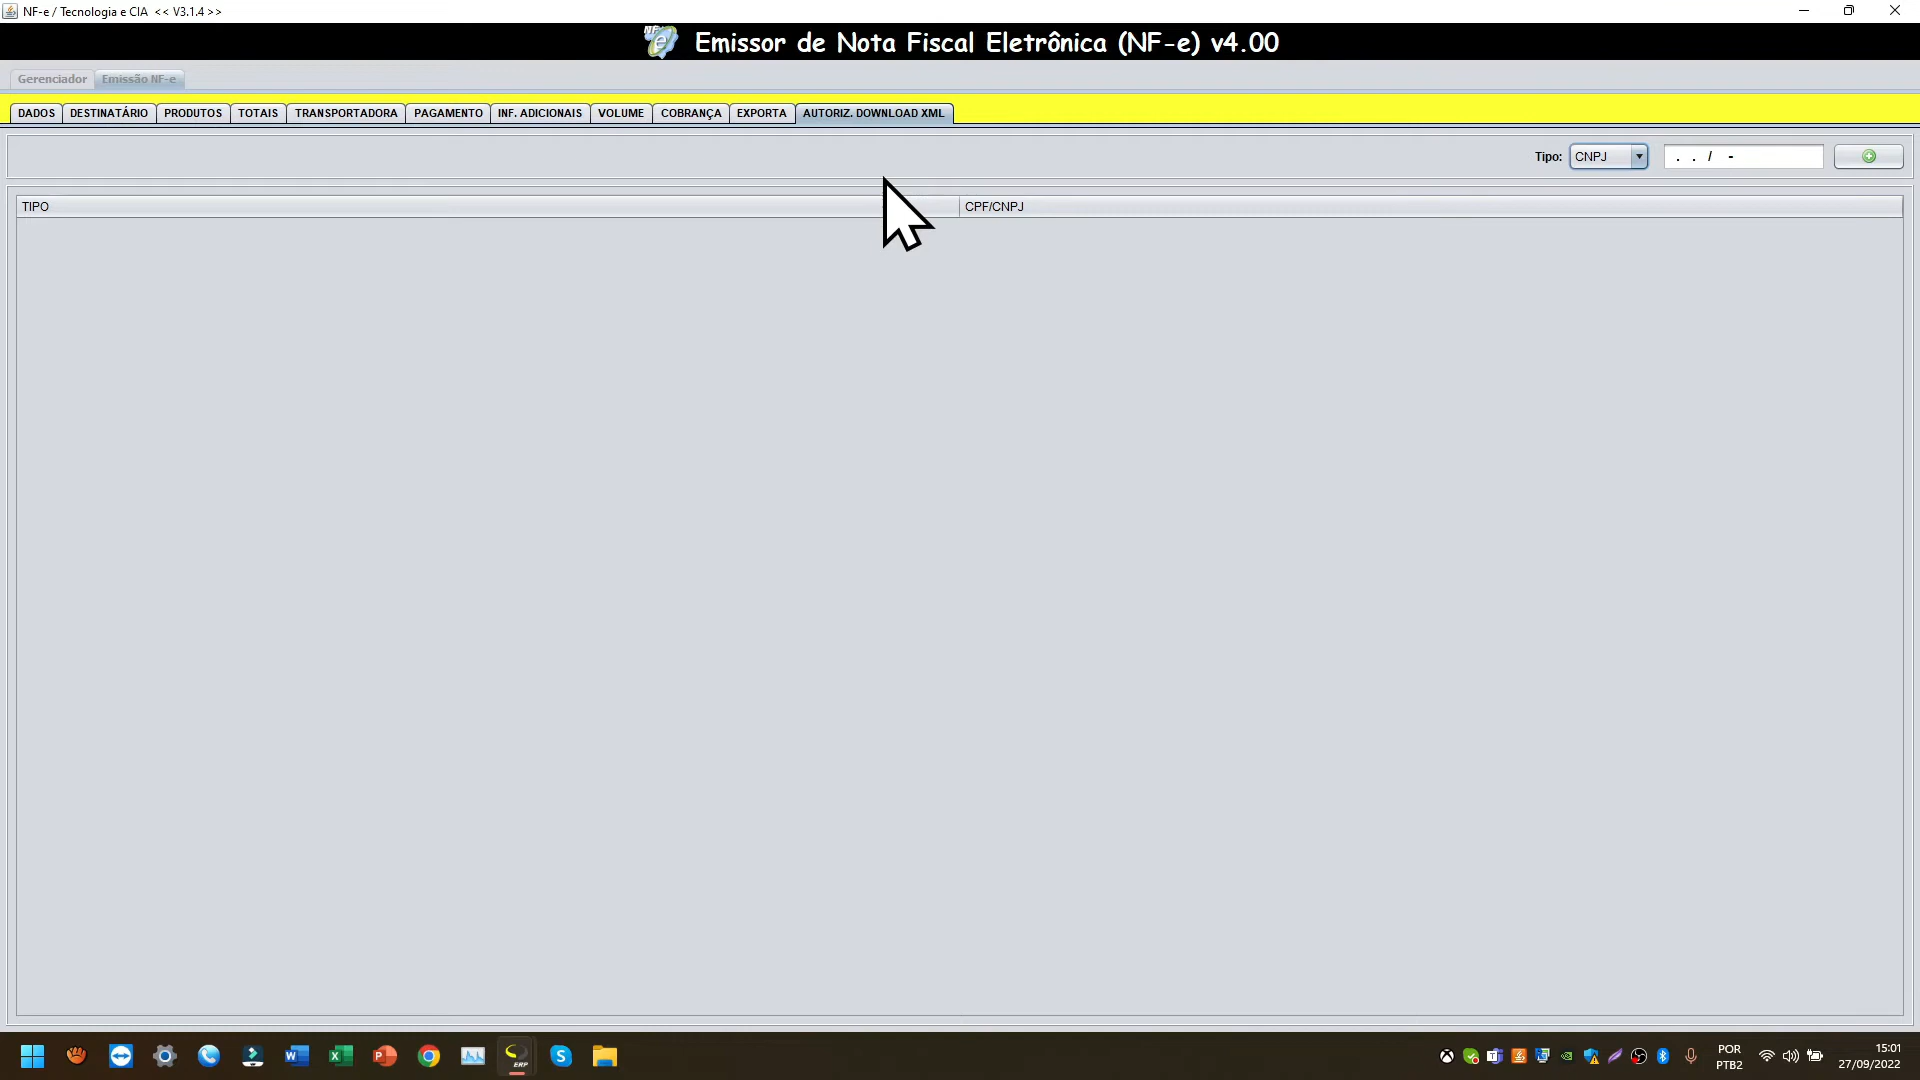 NF-e / Tecnologia e CIA << V3.1.4 >>
Emissor de Nota Fiscal Eletrônica (NF-e) v4.00
Gerenciador Emissão NF-e
DADOS DESTINATÁRIO PRODUTOS TOTAIS TRANSPORTADORA PAGAMENTO INF. ADICIONAIS VOLUME COBRANÇA EXPORTA AUTORIZ. DOWNLOAD XML
Tipo: CNPJ . . / -
TIPO CPF/CNPJ
ERP
POR 15:01
PTB2 27/09/2022